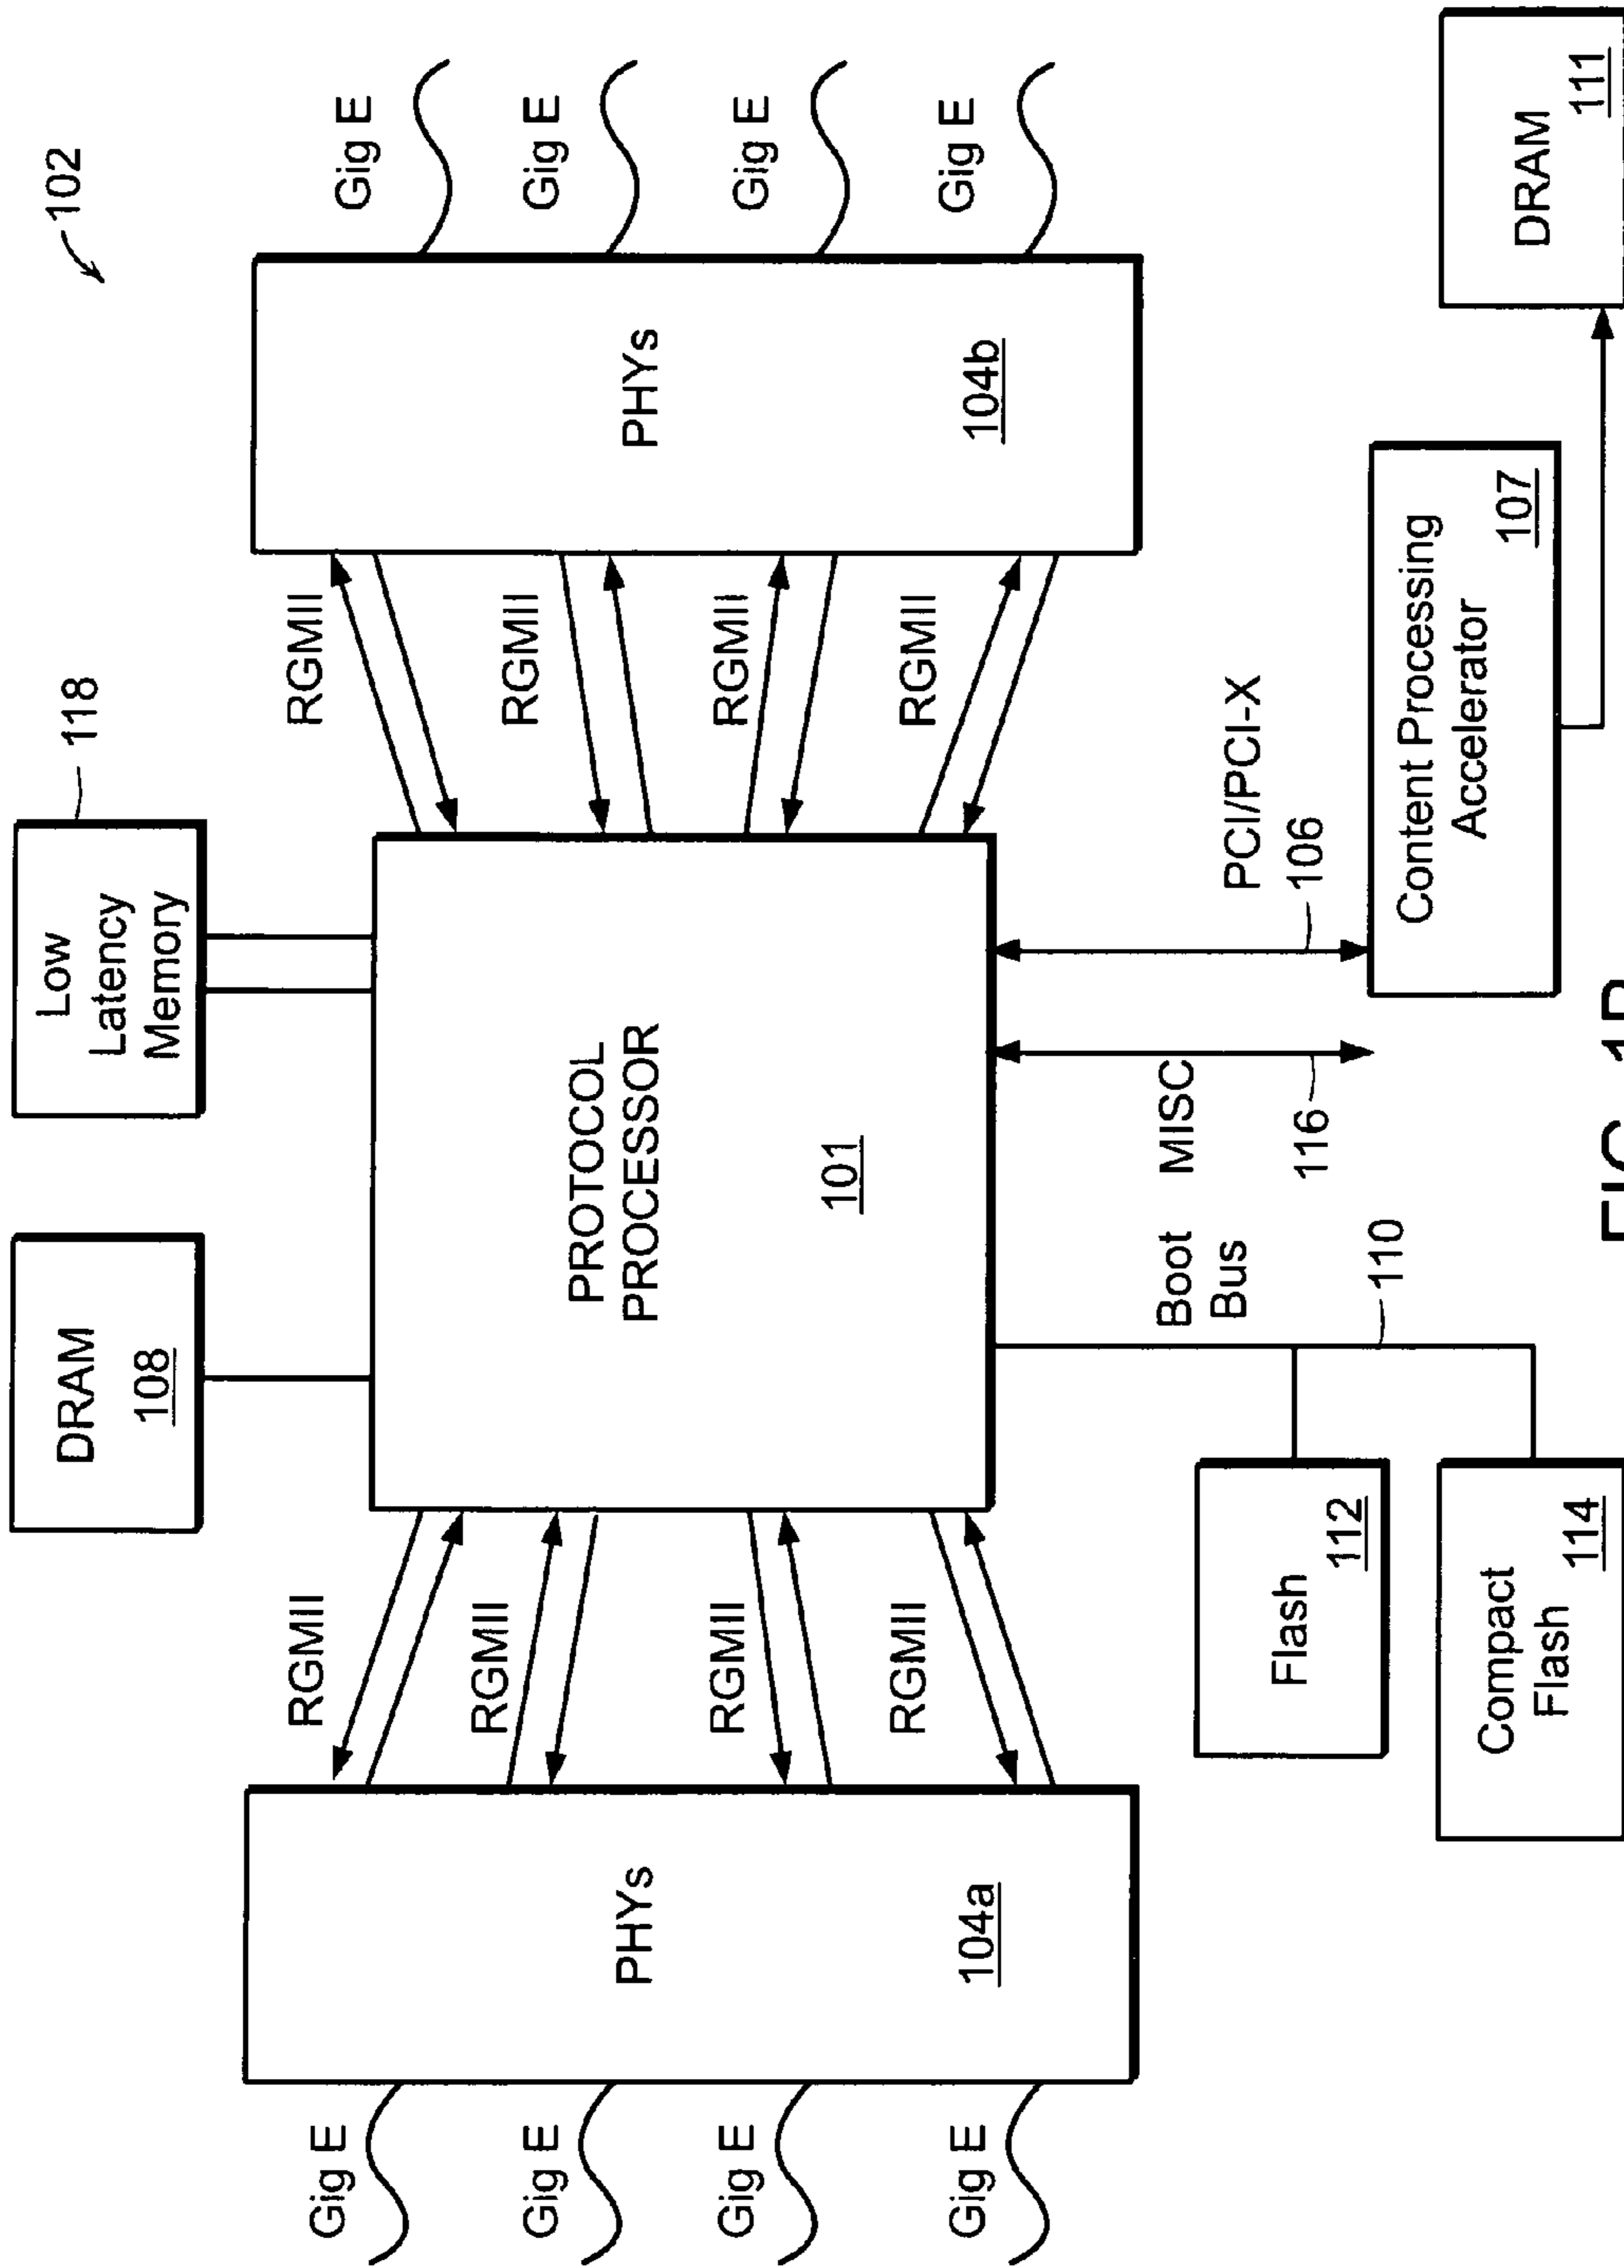 102
DRAM
108
Low
Latency
Memory
118
Gig E
Gig E
Gig E
Gig E
PHYs
104a
RGMII
RGMII
RGMII
RGMII
PROTOCOL
PROCESSOR
101
RGMII
RGMII
RGMII
RGMII
PHYs
104b
Gig E
Gig E
Gig E
Gig E
Boot
Bus
110
MISC
116
PCI/PCI-X
106
Flash
112
Compact
Flash
114
Content Processing
Accelerator
107
DRAM
111